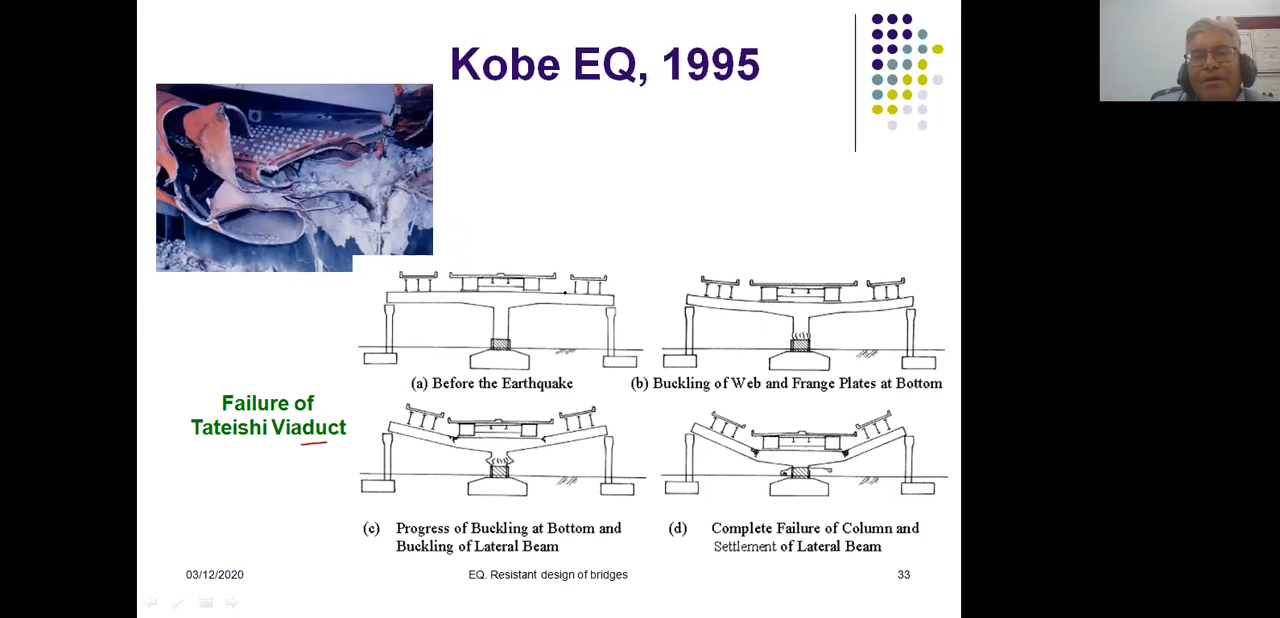 Kobe EQ, 1995
(a) Before the Earthquake
(b) Buckling of Web and Frange Plates at Bottom
Failure of
Tateishi Viaduct
(c) Progress of Buckling at Bottom and
Buckling of Lateral Beam
(d) Complete Failure of Column and
Settlement of Lateral Beam
03/12/2020
EQ. Resistant design of bridges
33